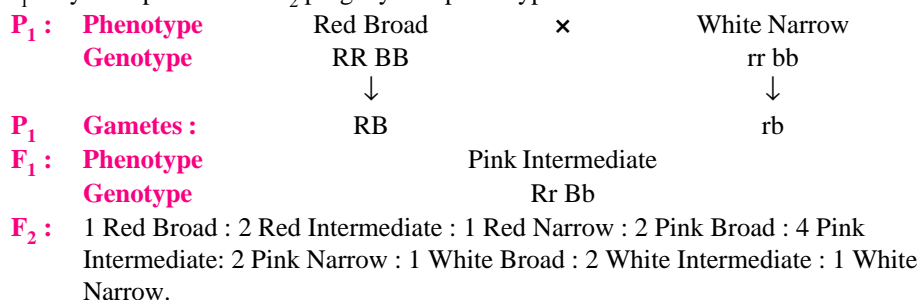 P₁ : Phenotype Red Broad × White Narrow
Genotype RR BB rr bb
↓ ↓
P₁ Gametes : RB rb
F₁ : Phenotype Pink Intermediate
Genotype Rr Bb
F₂ : 1 Red Broad : 2 Red Intermediate : 1 Red Narrow : 2 Pink Broad : 4 Pink
Intermediate: 2 Pink Narrow : 1 White Broad : 2 White Intermediate : 1 White
Narrow.